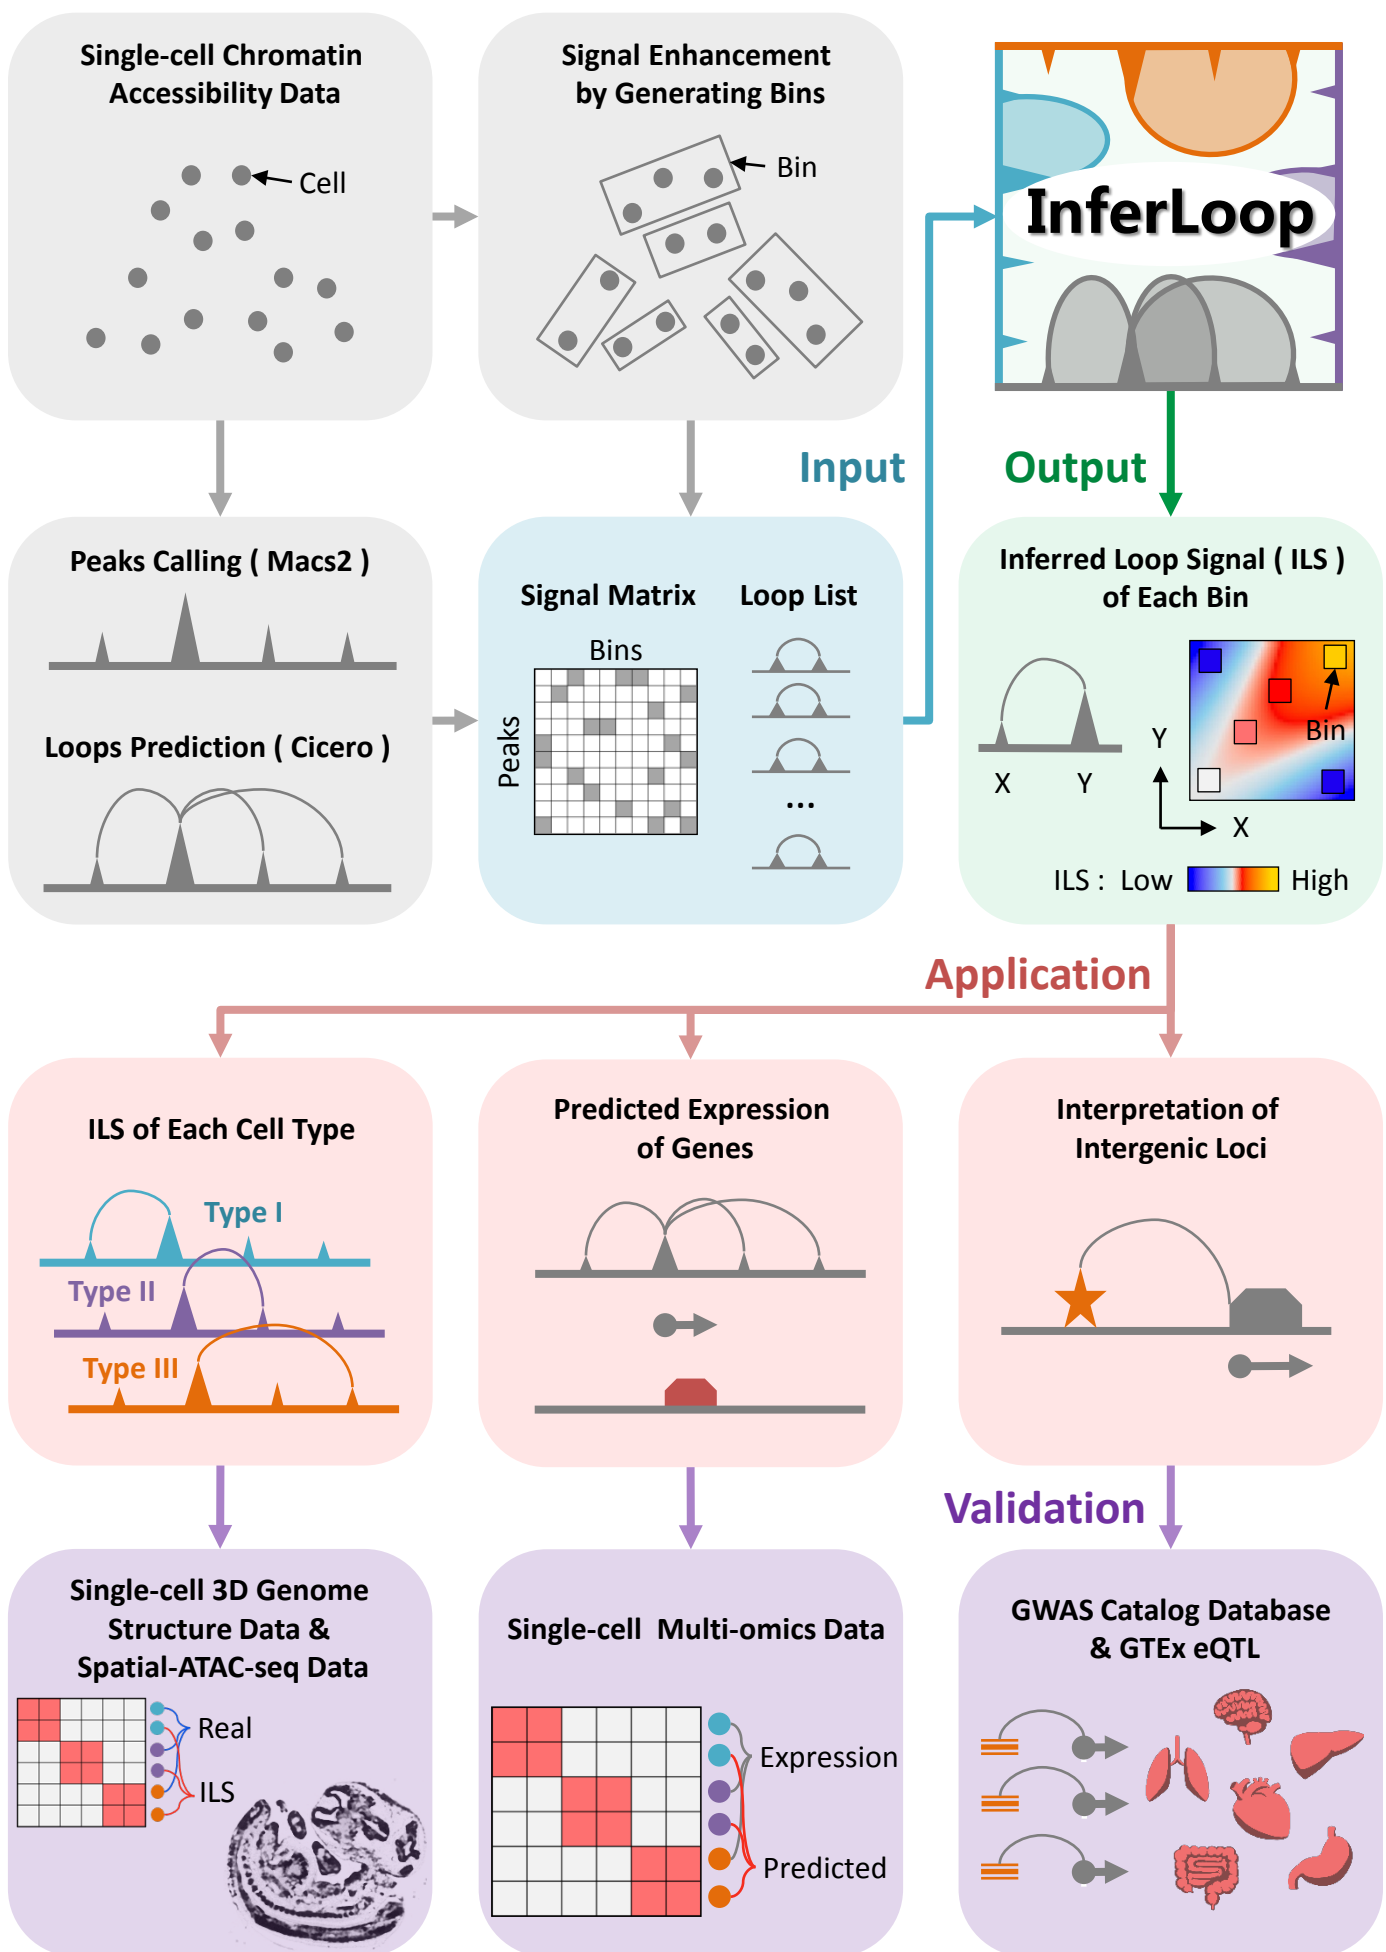 Single-cell Chromatin
Accessibility Data
Cell
Signal Enhancement
by Generating Bins
Bin
InferLoop
Input
Output
Peaks Calling ( Macs2 )
Loops Prediction ( Cicero )
Signal Matrix
Loop List
Bins
Peaks
...
Inferred Loop Signal ( ILS )
of Each Bin
X
Y
Y
X
Bin
ILS : Low
High
Application
ILS of Each Cell Type
Type I
Type II
Type III
Predicted Expression
of Genes
Interpretation of
Intergenic Loci
Validation
Single-cell 3D Genome
Structure Data &
Spatial-ATAC-seq Data
Real
ILS
Single-cell Multi-omics Data
Expression
Predicted
GWAS Catalog Database
& GTEx eQTL